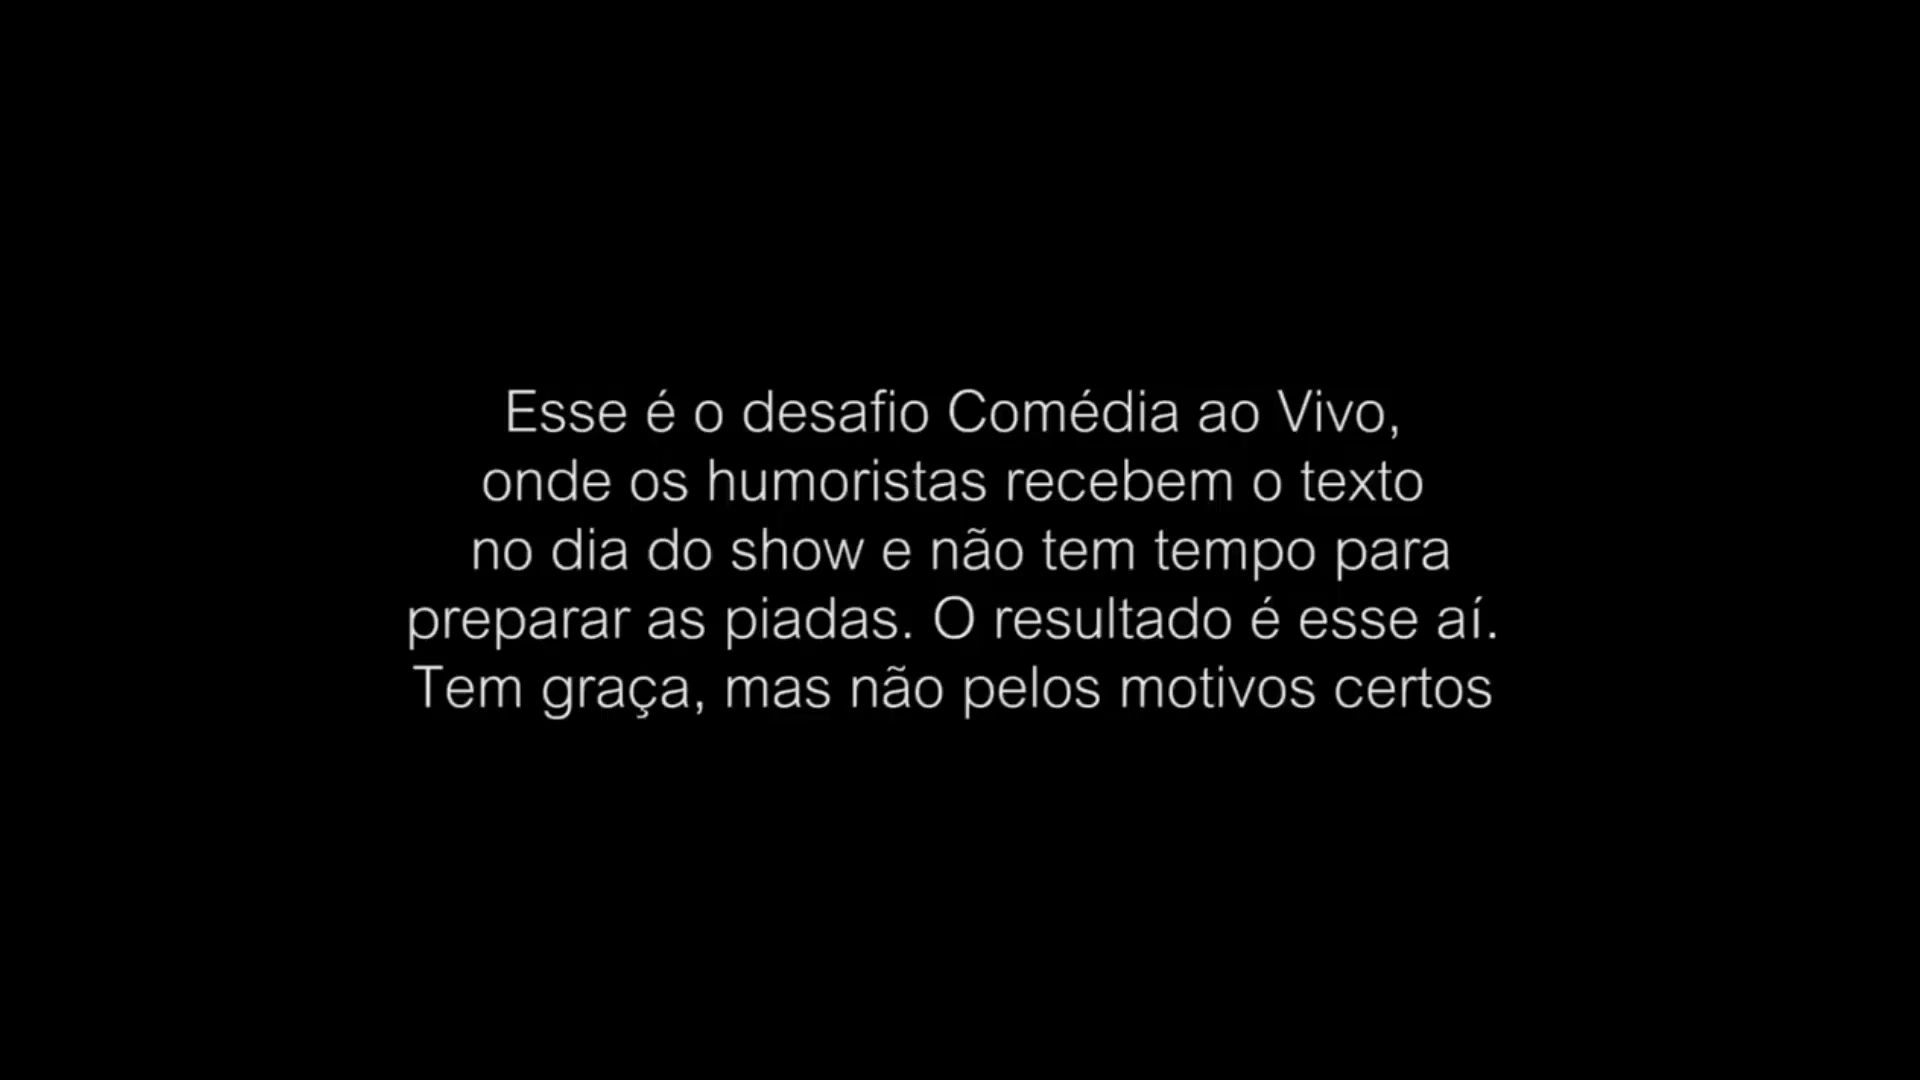 Esse é o desafio Comédia ao Vivo,
onde os humoristas recebem o texto
no dia do show e não tem tempo para
preparar as piadas. O resultado é esse aí.
Tem graça, mas não pelos motivos certos